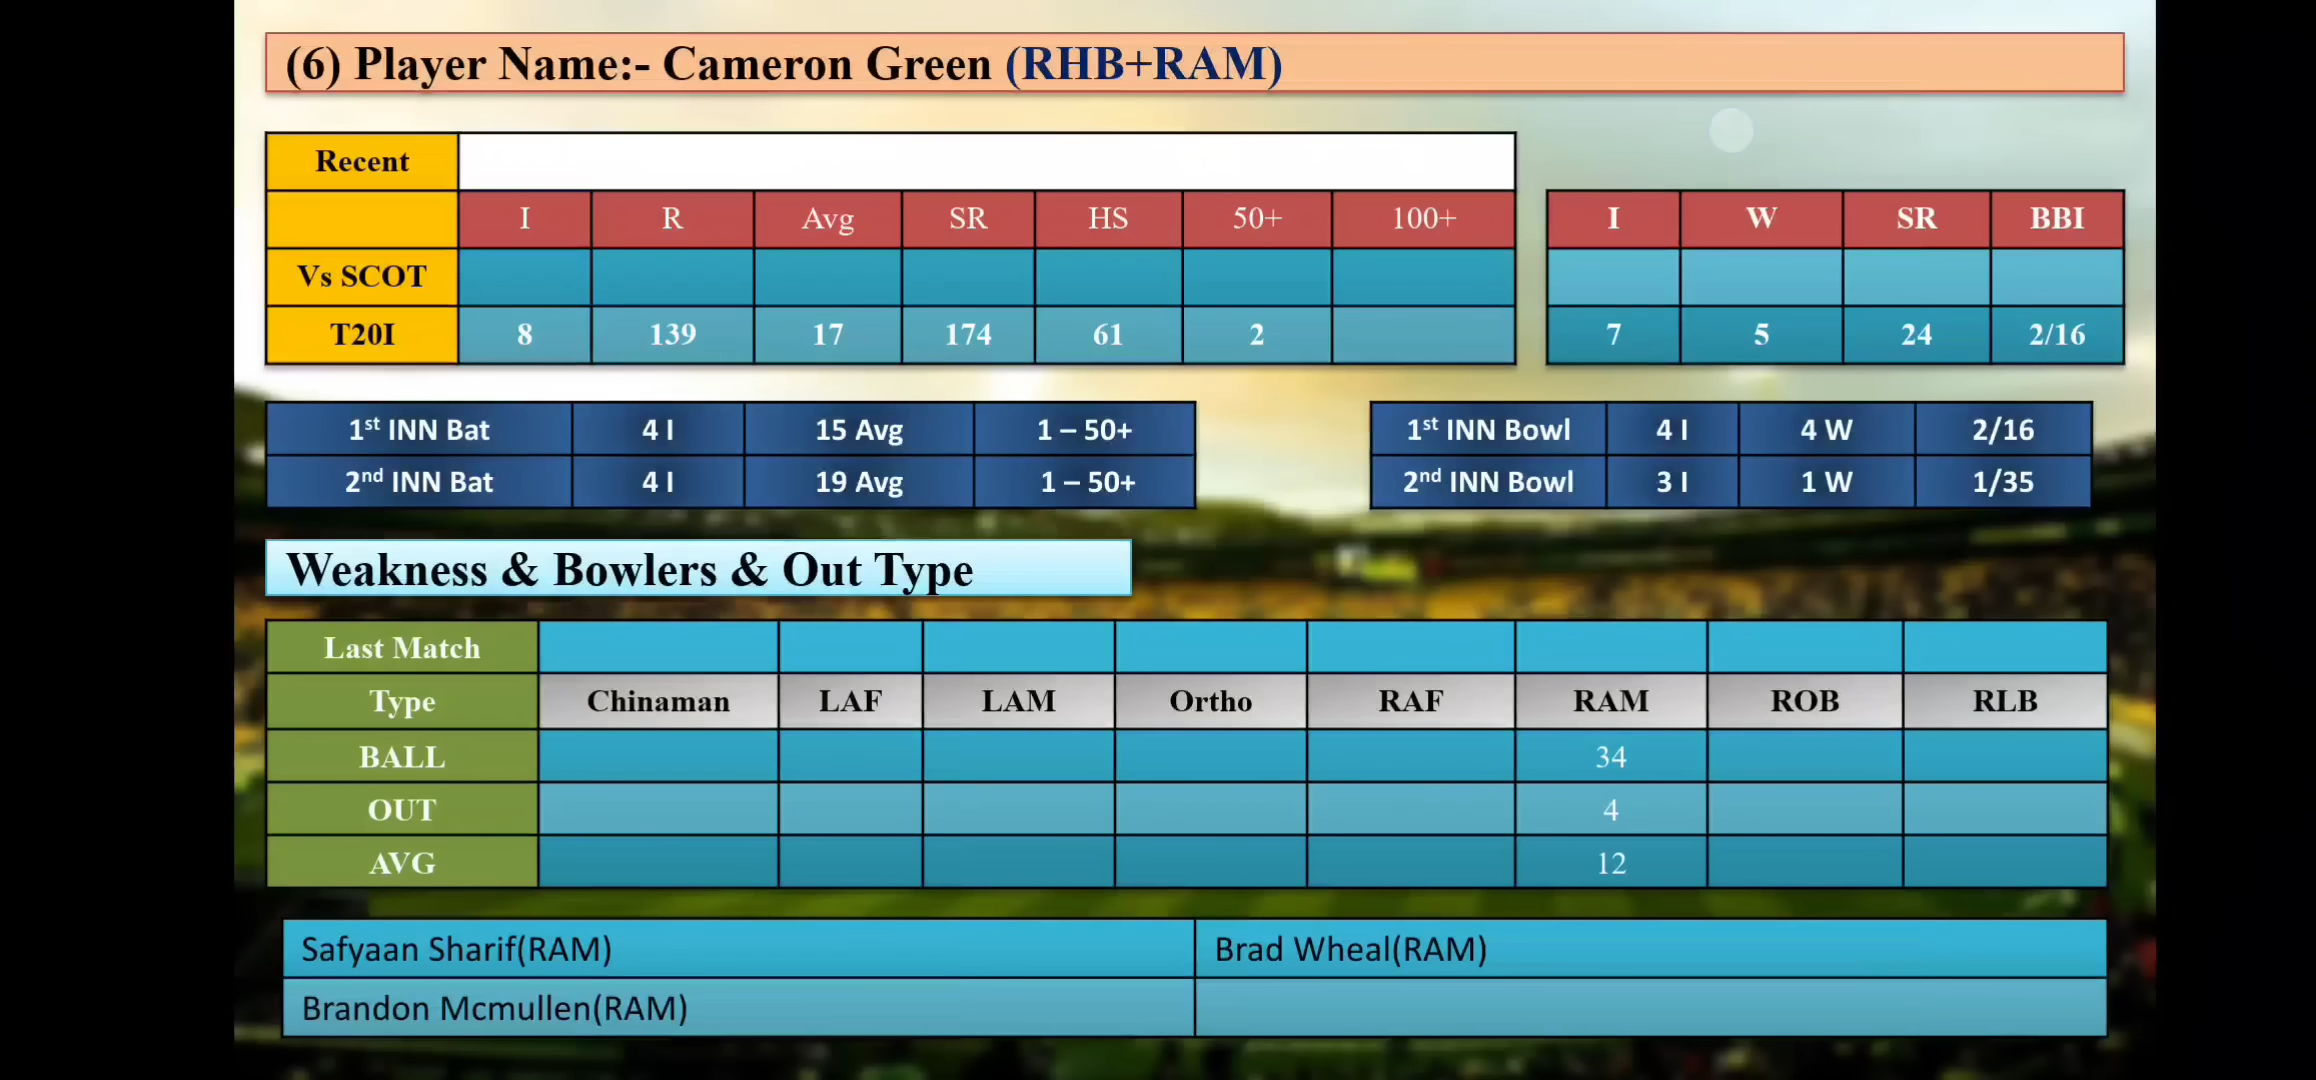 (6) Player Name:- Cameron Green (RHB+RAM)
Recent
I R Avg SR HS 50+ 100+
I W SR BBI
Vs SCOT
T20I 8 139 17 174 61 2
7 5 24 2/16
1st INN Bat 4 I 15 Avg 1 – 50+
2nd INN Bat 4 I 19 Avg 1 – 50+
1st INN Bowl 4 I 4 W 2/16
2nd INN Bowl 3 I 1 W 1/35
Weakness & Bowlers & Out Type
Last Match
Type Chinaman LAF LAM Ortho RAF RAM ROB RLB
BALL 34
OUT 4
AVG 12
Safyaan Sharif(RAM) Brad Wheal(RAM)
Brandon Mcmullen(RAM)